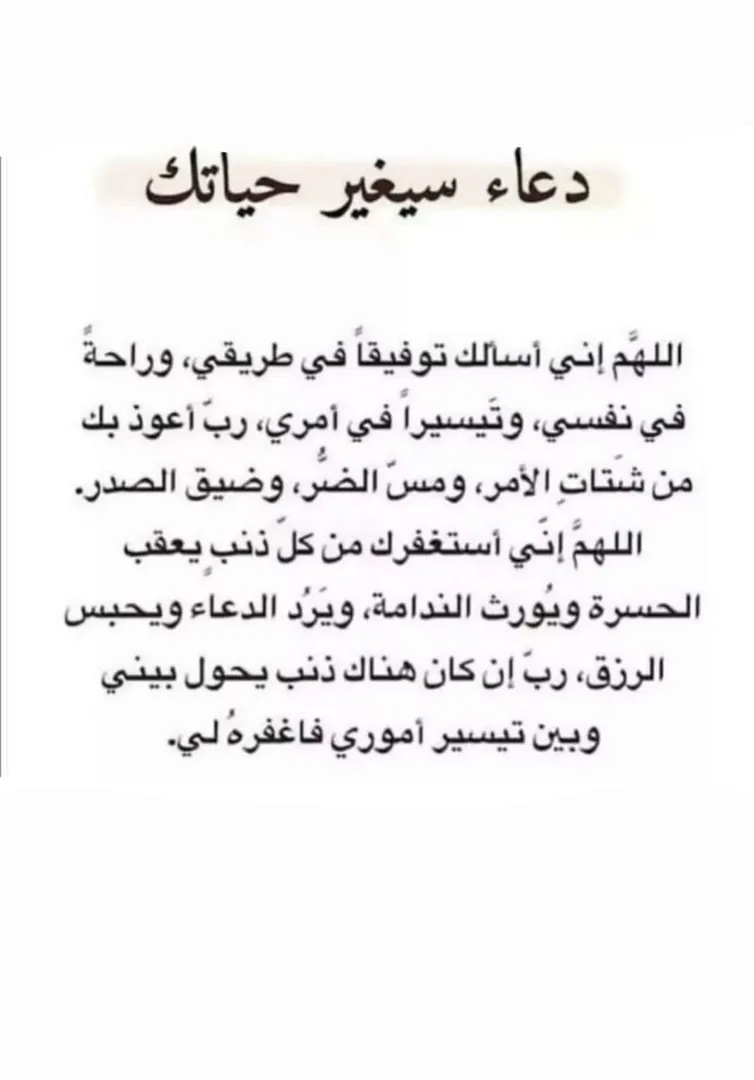 دعاء سيغير حياتك
اللهَّم إني أسألك توفيقاً في طريقي، وراحةً
في نفسي، وتَيسيراً في أمري، ربّ أعوذ بك
من شَتاتِ الأمر، ومسّ الضُّر، وضيق الصدر.
اللهمَّ إنّي أستغفرك من كلّ ذنبٍ يعقب
الحسرة ويُورث الندامة، ويَرُد الدعاء ويحبس
الرزق، ربّ إن كان هناك ذنب يحول بيني
وبين تيسير أموري فاغفرهُ لي.